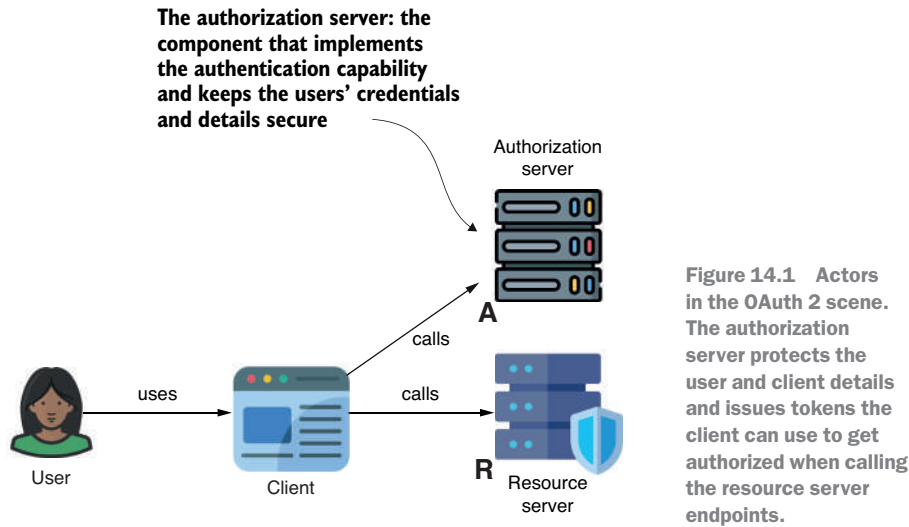 The authorization server: the
component that implements
the authentication capability
and keeps the users’ credentials
and details secure
Authorization
server
A
calls
uses
calls
User
Client
R
Resource
server
Figure 14.1 Actors
in the OAuth 2 scene.
The authorization
server protects the
user and client details
and issues tokens the
client can use to get
authorized when calling
the resource server
endpoints.